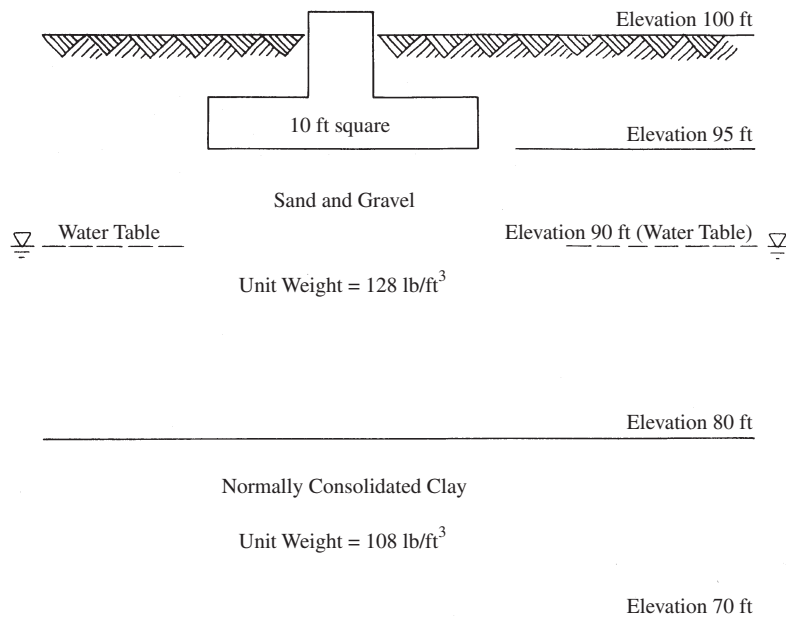 Elevation 100 ft
10 ft square
Elevation 95 ft
Sand and Gravel
Water Table
Elevation 90 ft (Water Table)
Unit Weight = 128 lb/ft³
Elevation 80 ft
Normally Consolidated Clay
Unit Weight = 108 lb/ft³
Elevation 70 ft